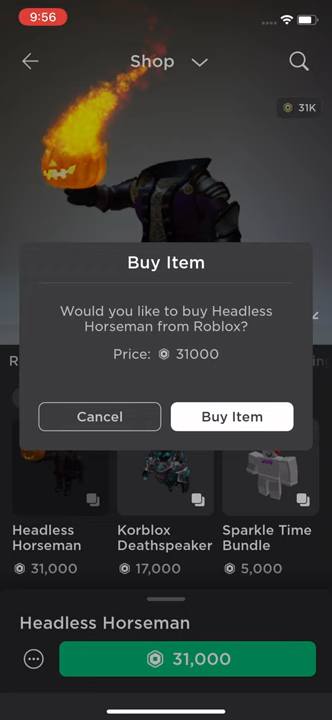 9:56
Shop
31K
Buy Item
Would you like to buy Headless
Horseman from Roblox?
Price: 31000
Cancel
Buy Item
Headless
Horseman
31,000
Korblox
Deathspeaker
17,000
Sparkle Time
Bundle
5,000
Headless Horseman
31,000